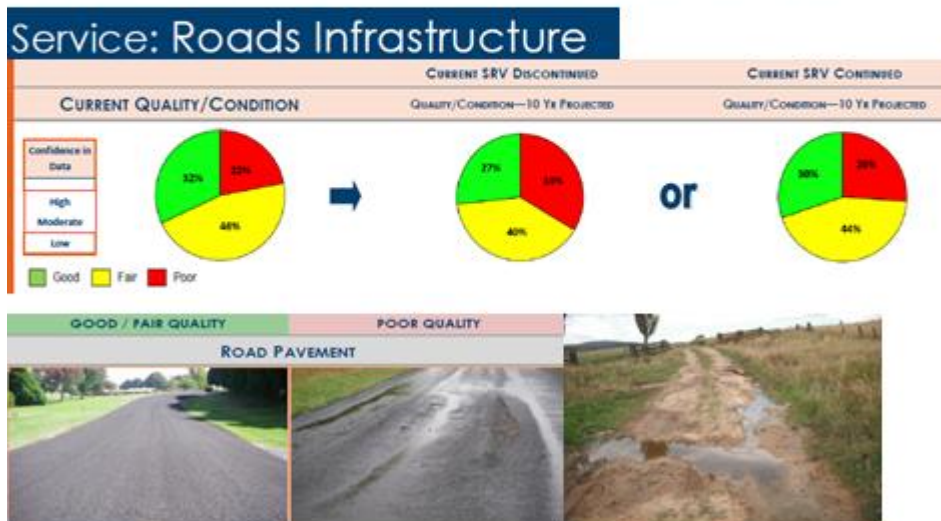 Service: Roads Infrastructure
CURRENT SRV DISCONTINUED
CURRENT SRV CONTINUED
CURRENT QUALITY/CONDITION
QUALITY/CONDITION—10 YR PROJECTED
QUALITY/CONDITION—10 YR PROJECTED
Confidence in
Data
High
Moderate
Low
32%
22%
46%
27%
40%
or
30%
26%
44%
Good
Fair
Poor
GOOD / FAIR QUALITY
POOR QUALITY
ROAD PAVEMENT